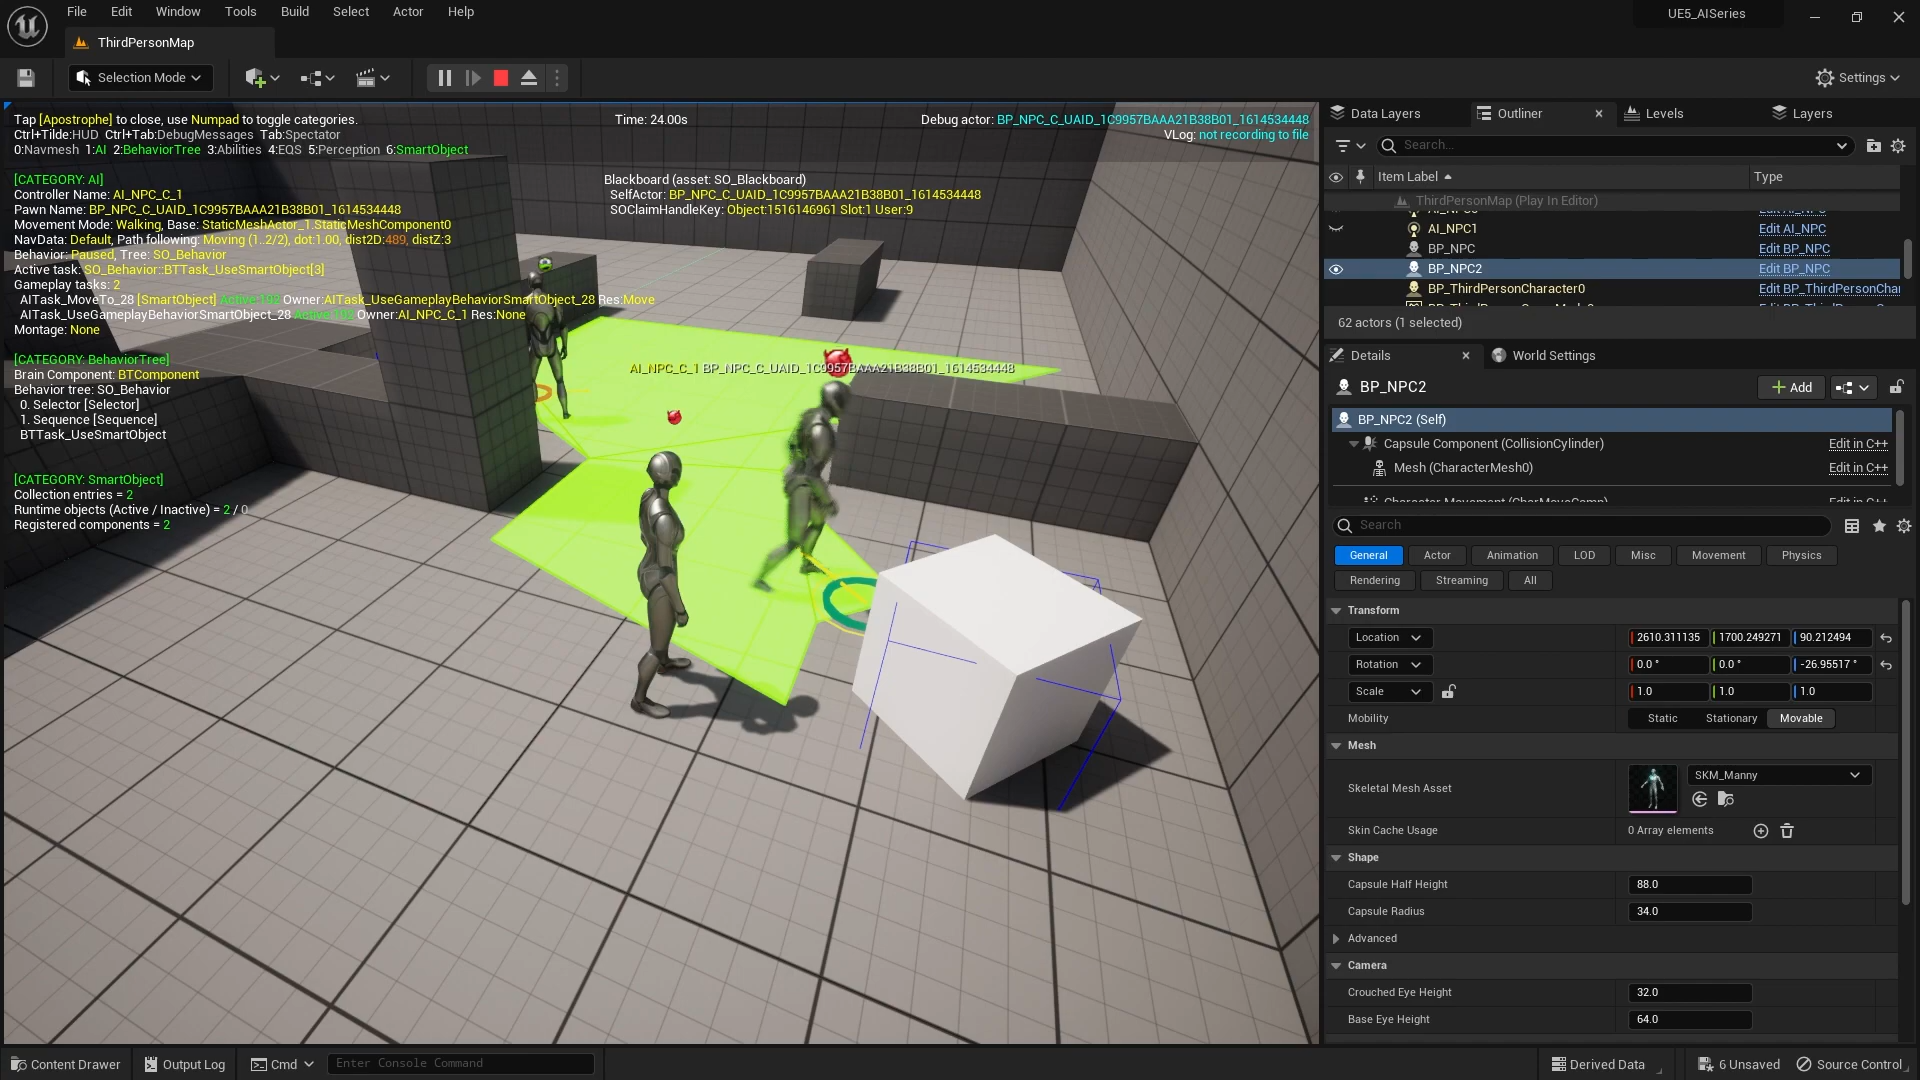 File Edit Window Tools Build Select Actor Help
UE5_AISeries
ThirdPersonMap
Selection Mode
Settings
Tap [Apostrophe] to close, use Numpad to toggle categories.
Ctrl+Tilde:HUD Ctrl+Tab:DebugMessages Tab:Spectator
0:Navmesh 1:AI 2:BehaviorTree 3:Abilities 4:EQS 5:Perception 6:SmartObject
Time: 24.00s
Debug actor: BP_NPC_C_UAID_1C9957BAAA21B38B01_1614534448
VLog: not recording to file
[CATEGORY: AI]
Controller Name: AI_NPC_C_1
Pawn Name: BP_NPC_C_UAID_1C9957BAAA21B38B01_1614534448
Movement Mode: Walking, Base: StaticMeshActor_1.StaticMeshComponent0
NavData: Default, Path following: Moving (1..2/2), dot:1.00, dist2D:489, distZ:3
Behavior: Paused, Tree: SO_Behavior
Active task: SO_Behavior::BTTask_UseSmartObject[3]
Gameplay tasks: 2
AITask_MoveTo_28 [SmartObject] Active:192 Owner:AITask_UseGameplayBehaviorSmartObject_28 Res:Move
AITask_UseGameplayBehaviorSmartObject_28 Active:192 Owner:AI_NPC_C_1 Res:None
Montage: None
Blackboard (asset: SO_Blackboard)
SelfActor: BP_NPC_C_UAID_1C9957BAAA21B38B01_1614534448
SOClaimHandleKey: Object:1516146961 Slot:1 User:9
[CATEGORY: BehaviorTree]
Brain Component: BTComponent
Behavior tree: SO_Behavior
0. Selector [Selector]
1. Sequence [Sequence]
BTTask_UseSmartObject
[CATEGORY: SmartObject]
Collection entries = 2
Runtime objects (Active / Inactive) = 2 / 0
Registered components = 2
AI_NPC_C_1 BP_NPC_C_UAID_1C9957BAAA21B38B01_1614534448
Data Layers Outliner Levels Layers
Search...
Item Label Type
ThirdPersonMap (Play In Editor)
Edit AI_NPC
AI_NPC1 Edit AI_NPC
BP_NPC Edit BP_NPC
BP_NPC2 Edit BP_NPC
BP_ThirdPersonCharacter0 Edit BP_ThirdPersonChar
62 actors (1 selected)
Details World Settings
BP_NPC2 Add
BP_NPC2 (Self)
Capsule Component (CollisionCylinder) Edit in C++
Mesh (CharacterMesh0) Edit in C++
Character Movement (CharMoveComp) Edit in C++
Search
General Actor Animation LOD Misc Movement Physics
Rendering Streaming All
Transform
Location 2610.311135 1700.249271 90.212494
Rotation 0.0 ° 0.0 ° -26.95517 °
Scale 1.0 1.0 1.0
Mobility Static Stationary Movable
Mesh
Skeletal Mesh Asset SKM_Manny
Skin Cache Usage 0 Array elements
Shape
Capsule Half Height 88.0
Capsule Radius 34.0
Advanced
Camera
Crouched Eye Height 32.0
Base Eye Height 64.0
Content Drawer Output Log Cmd Enter Console Command
Derived Data 6 Unsaved Source Control